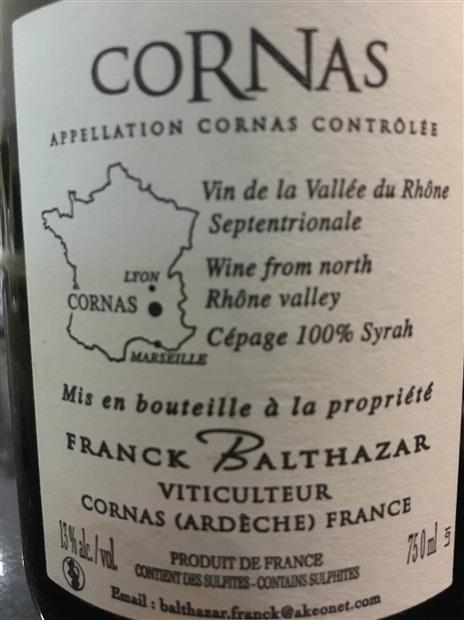 CORNAS
APPELLATION CORNAS CONTRÔLÉE
Vin de la Vallée du Rhône
Septentrionale
LYON
Wine from north
CORNAS
Rhône valley
Cépage 100% Syrah
MARSEILLE
Mis en bouteille à la propriété
FRANCK BALTHAZAR
VITICULTEUR
CORNAS (ARDÈCHE) FRANCE
13% alc. / vol.
750 ml
PRODUIT DE FRANCE
CONTIENT DES SULFITES - CONTAINS SULPHITES
Email : balthazar.franck@akeonet.com